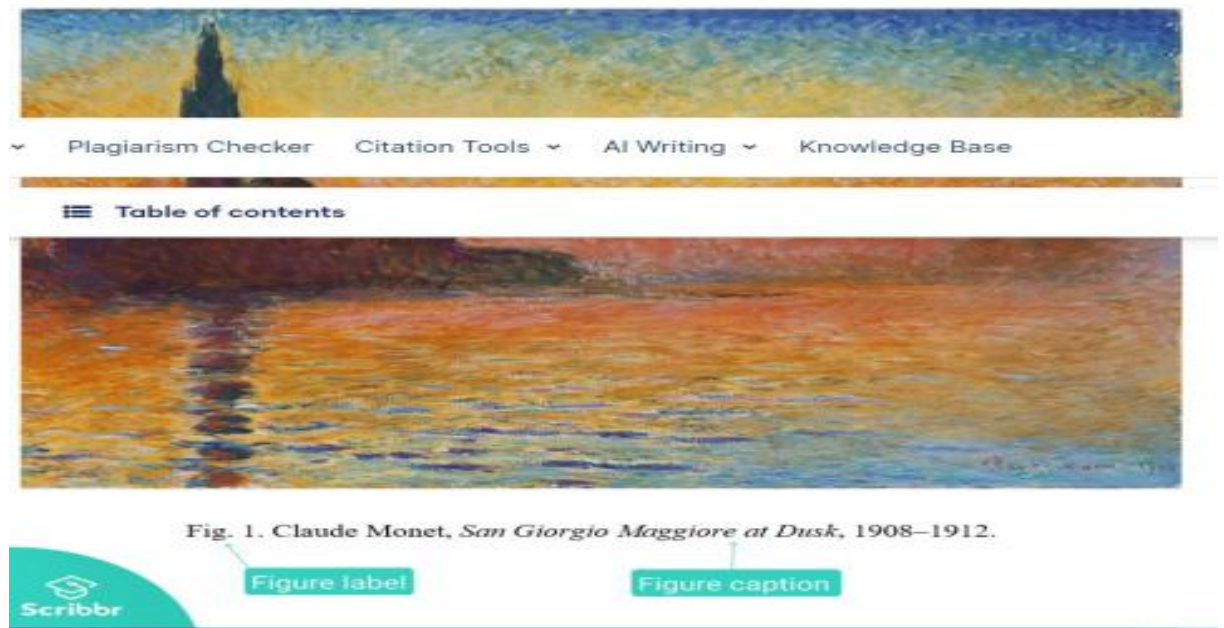 Plagiarism Checker Citation Tools AI Writing Knowledge Base
Table of contents
Fig. 1. Claude Monet, San Giorgio Maggiore at Dusk, 1908–1912.
Figure label Figure caption
Scribbr